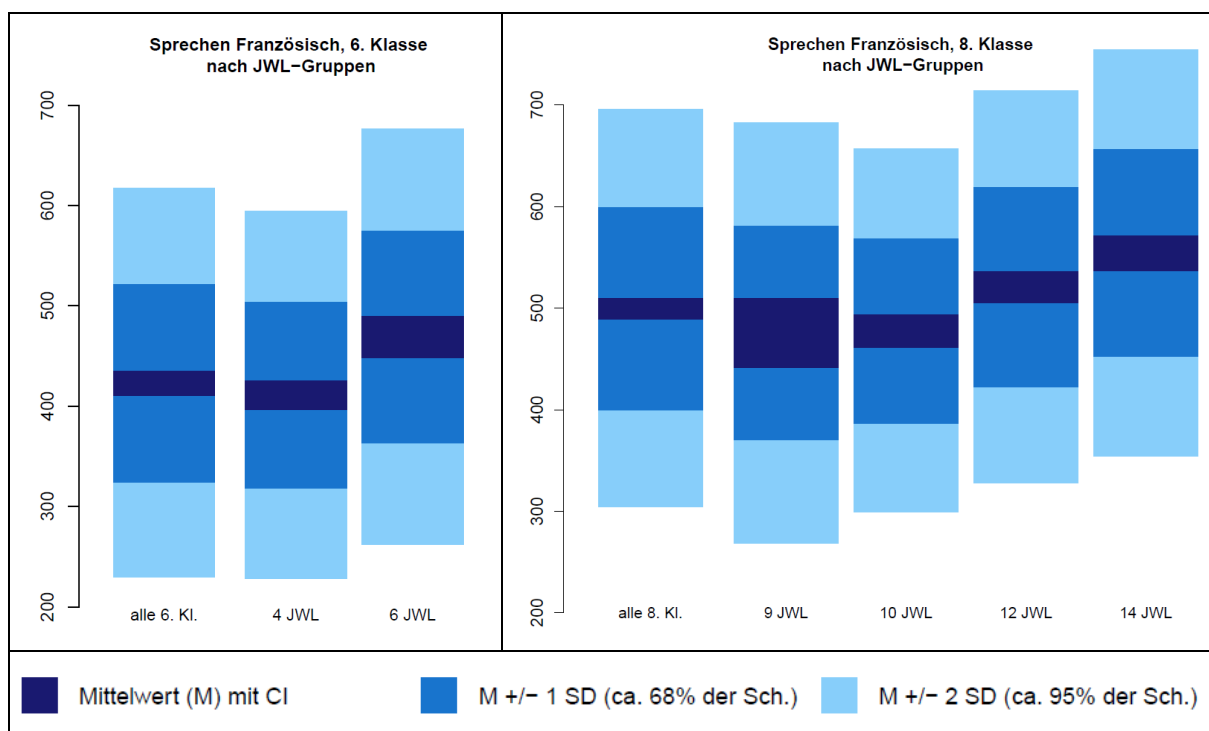 Sprechen Französisch, 6. Klasse
nach JWL−Gruppen
700
600
500
400
300
200
alle 6. Kl.
4 JWL
6 JWL
Sprechen Französisch, 8. Klasse
nach JWL−Gruppen
700
600
500
400
300
200
alle 8. Kl.
9 JWL
10 JWL
12 JWL
14 JWL
Mittelwert (M) mit CI
M +/− 1 SD (ca. 68% der Sch.)
M +/− 2 SD (ca. 95% der Sch.)